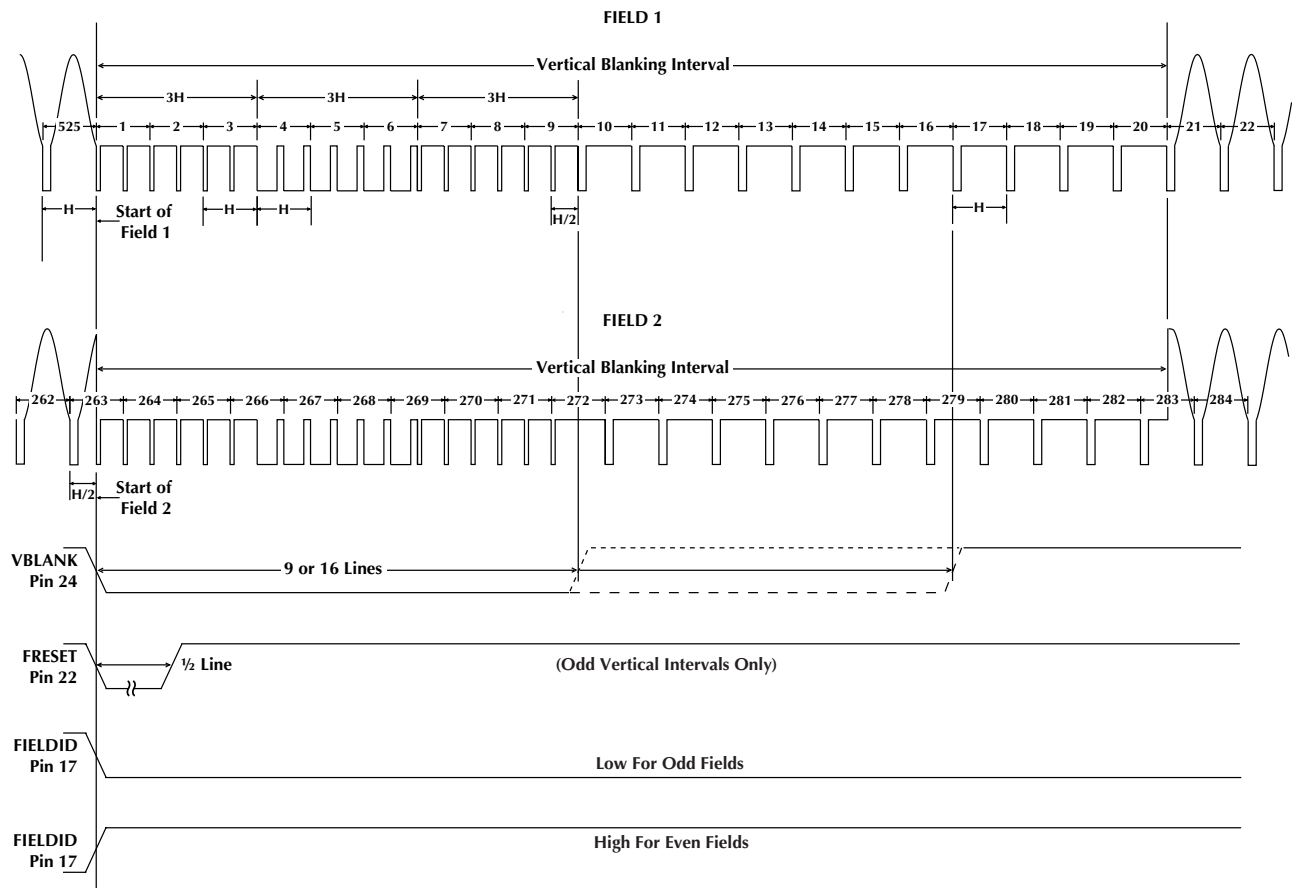 FIELD 1
Vertical Blanking Interval
3H 3H 3H
525 1 2 3 4 5 6 7 8 9 10 11 12 13 14 15 16 17 18 19 20 21 22
H H H H/2 H
Start of
Field 1
FIELD 2
Vertical Blanking Interval
262 263 264 265 266 267 268 269 270 271 272 273 274 275 276 277 278 279 280 281 282 283 284
H/2
Start of
Field 2
VBLANK
Pin 24
9 or 16 Lines
FRESET
Pin 22
½ Line
(Odd Vertical Intervals Only)
FIELDID
Pin 17
Low For Odd Fields
FIELDID
Pin 17
High For Even Fields